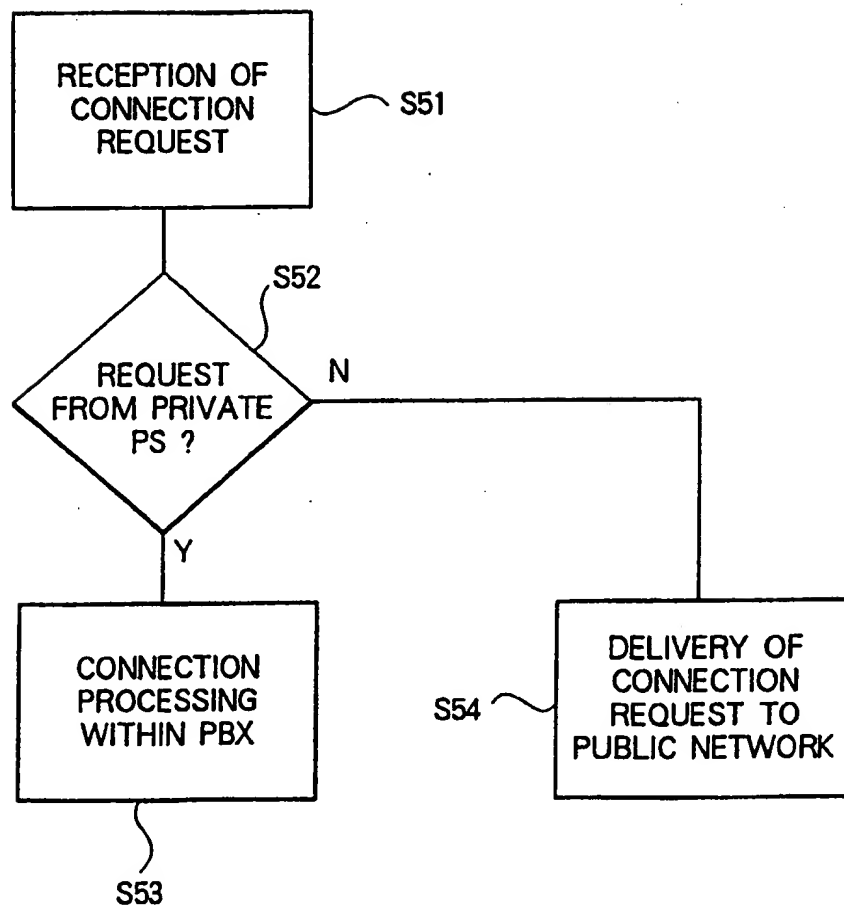 RECEPTION OF
CONNECTION
REQUEST
S51
S52
REQUEST
FROM PRIVATE
PS ?
N
Y
CONNECTION
PROCESSING
WITHIN PBX
S53
S54
DELIVERY OF
CONNECTION
REQUEST TO
PUBLIC NETWORK